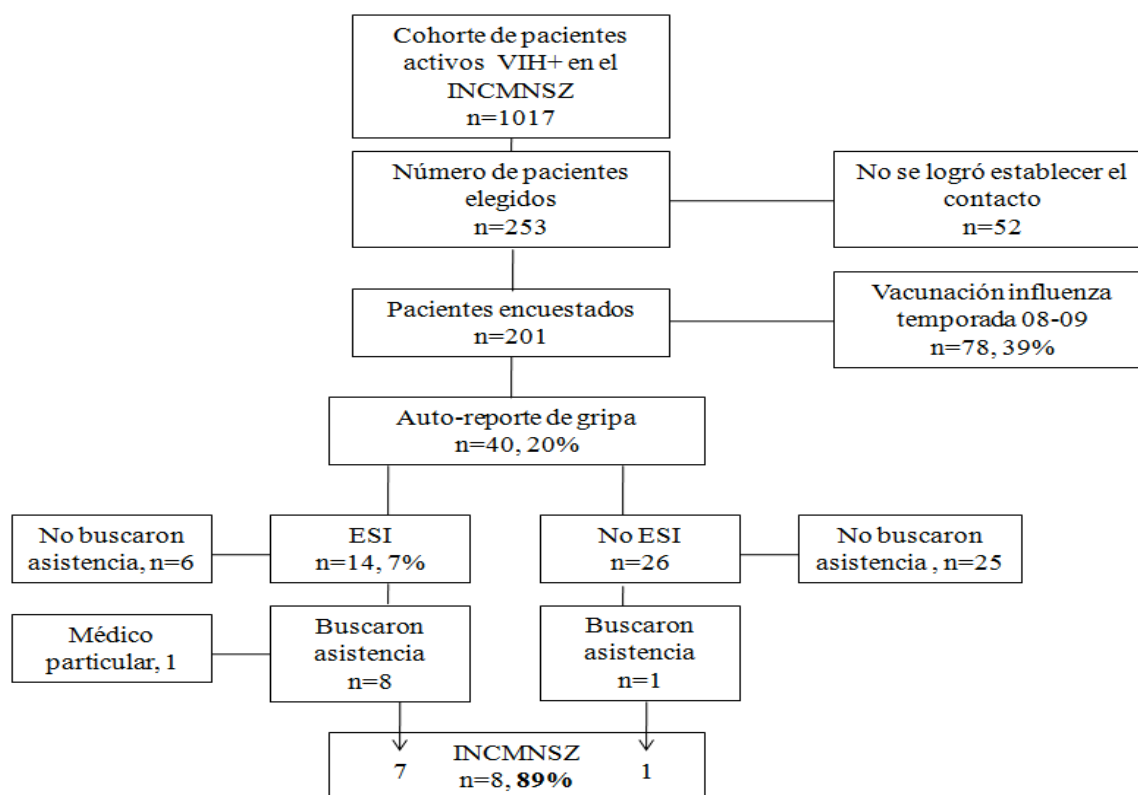 Cohorte de pacientes
activos VIH+ en el
INCMNSZ
n=1017
Número de pacientes
elegidos
n=253
No se logró establecer el
contacto
n=52
Pacientes encuestados
n=201
Vacunación influenza
temporada 08-09
n=78, 39%
Auto-reporte de gripa
n=40, 20%
No buscaron
asistencia, n=6
ESI
n=14, 7%
No ESI
n=26
No buscaron
asistencia , n=25
Médico
particular, 1
Buscaron
asistencia
n=8
Buscaron
asistencia
n=1
INCMNSZ
7
n=8, 89%
1